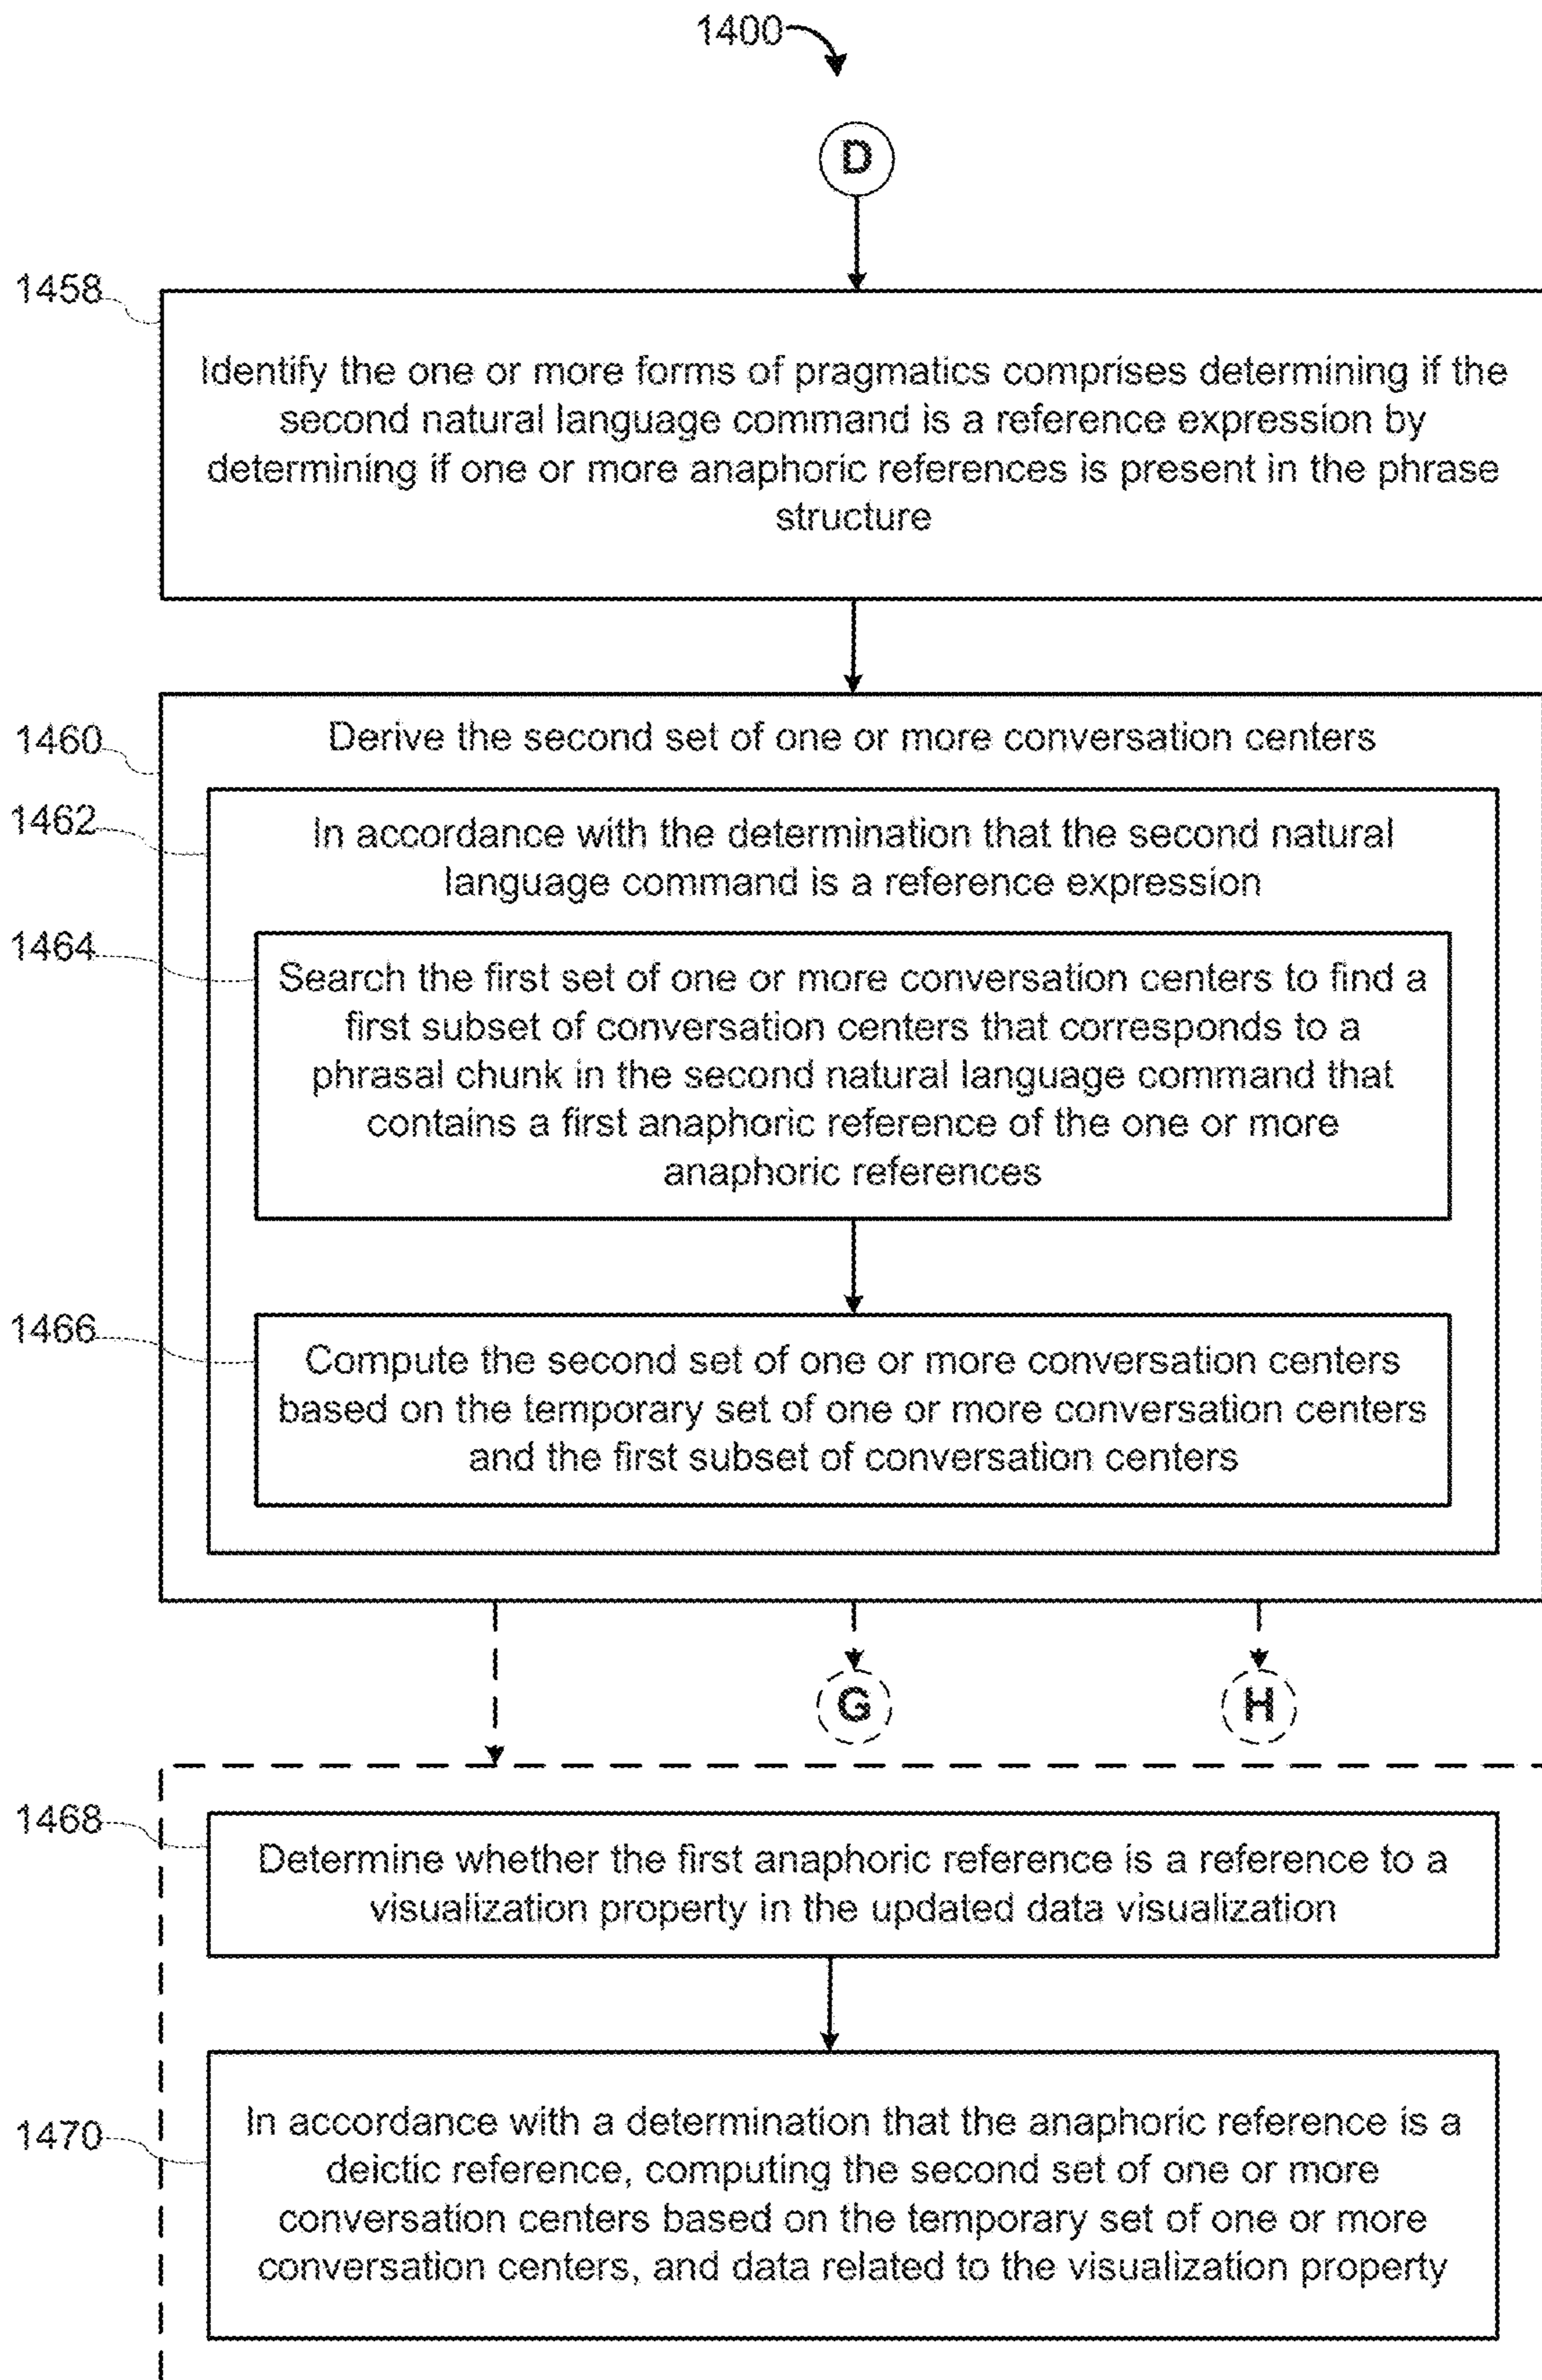 1400
D
1458
Identify the one or more forms of pragmatics comprises determining if the
second natural language command is a reference expression by
determining if one or more anaphoric references is present in the phrase
structure
1460
Derive the second set of one or more conversation centers
1462
In accordance with the determination that the second natural
language command is a reference expression
1464
Search the first set of one or more conversation centers to find a
first subset of conversation centers that corresponds to a
phrasal chunk in the second natural language command that
contains a first anaphoric reference of the one or more
anaphoric references
1466
Compute the second set of one or more conversation centers
based on the temporary set of one or more conversation centers
and the first subset of conversation centers
G
H
1468
Determine whether the first anaphoric reference is a reference to a
visualization property in the updated data visualization
1470
In accordance with a determination that the anaphoric reference is a
deictic reference, computing the second set of one or more
conversation centers based on the temporary set of one or more
conversation centers, and data related to the visualization property